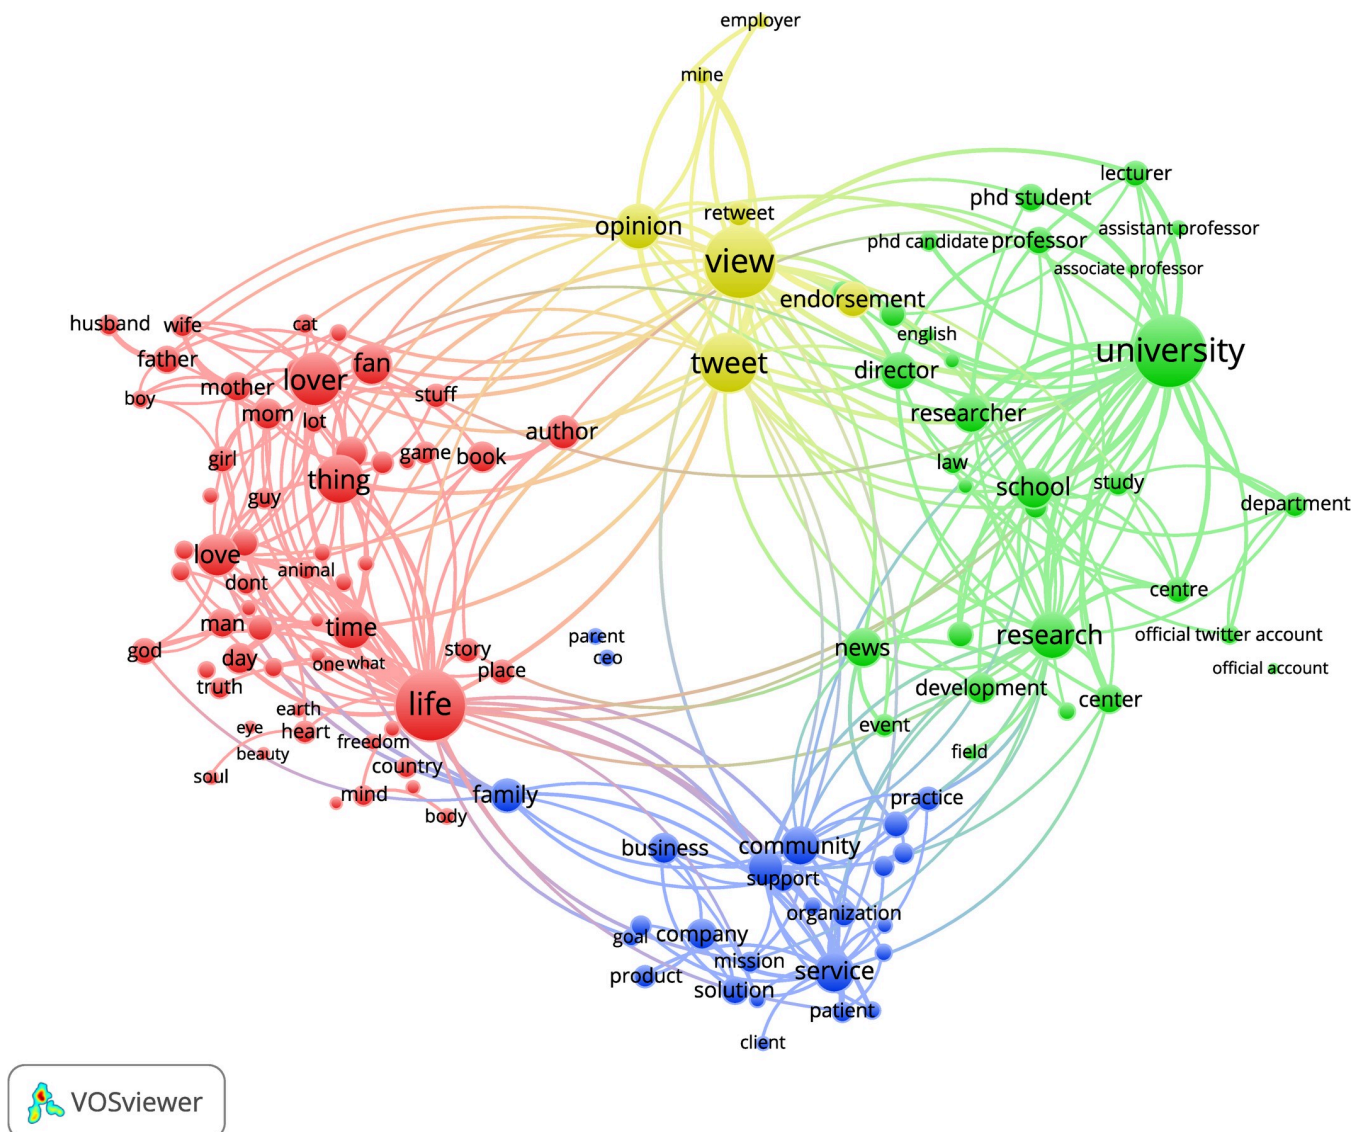 employer
mine
lecturer
phd student
retweet
opinion
assistant professor
phd candidate
professor
view
associate professor
endorsement
husband
wife
cat
english
university
father
fan
tweet
director
lover
mother
boy
stuff
mom
lot
researcher
author
girl
game
book
law
thing
school
study
guy
department
love
animal
dont
centre
man
time
parent
research
official twitter account
god
day
one
what
story
ceo
news
place
official account
truth
development
center
life
earth
eye
heart
event
freedom
beauty
field
country
soul
mind
family
practice
body
business
community
support
organization
goal
company
mission
service
product
solution
patient
client
VOSviewer